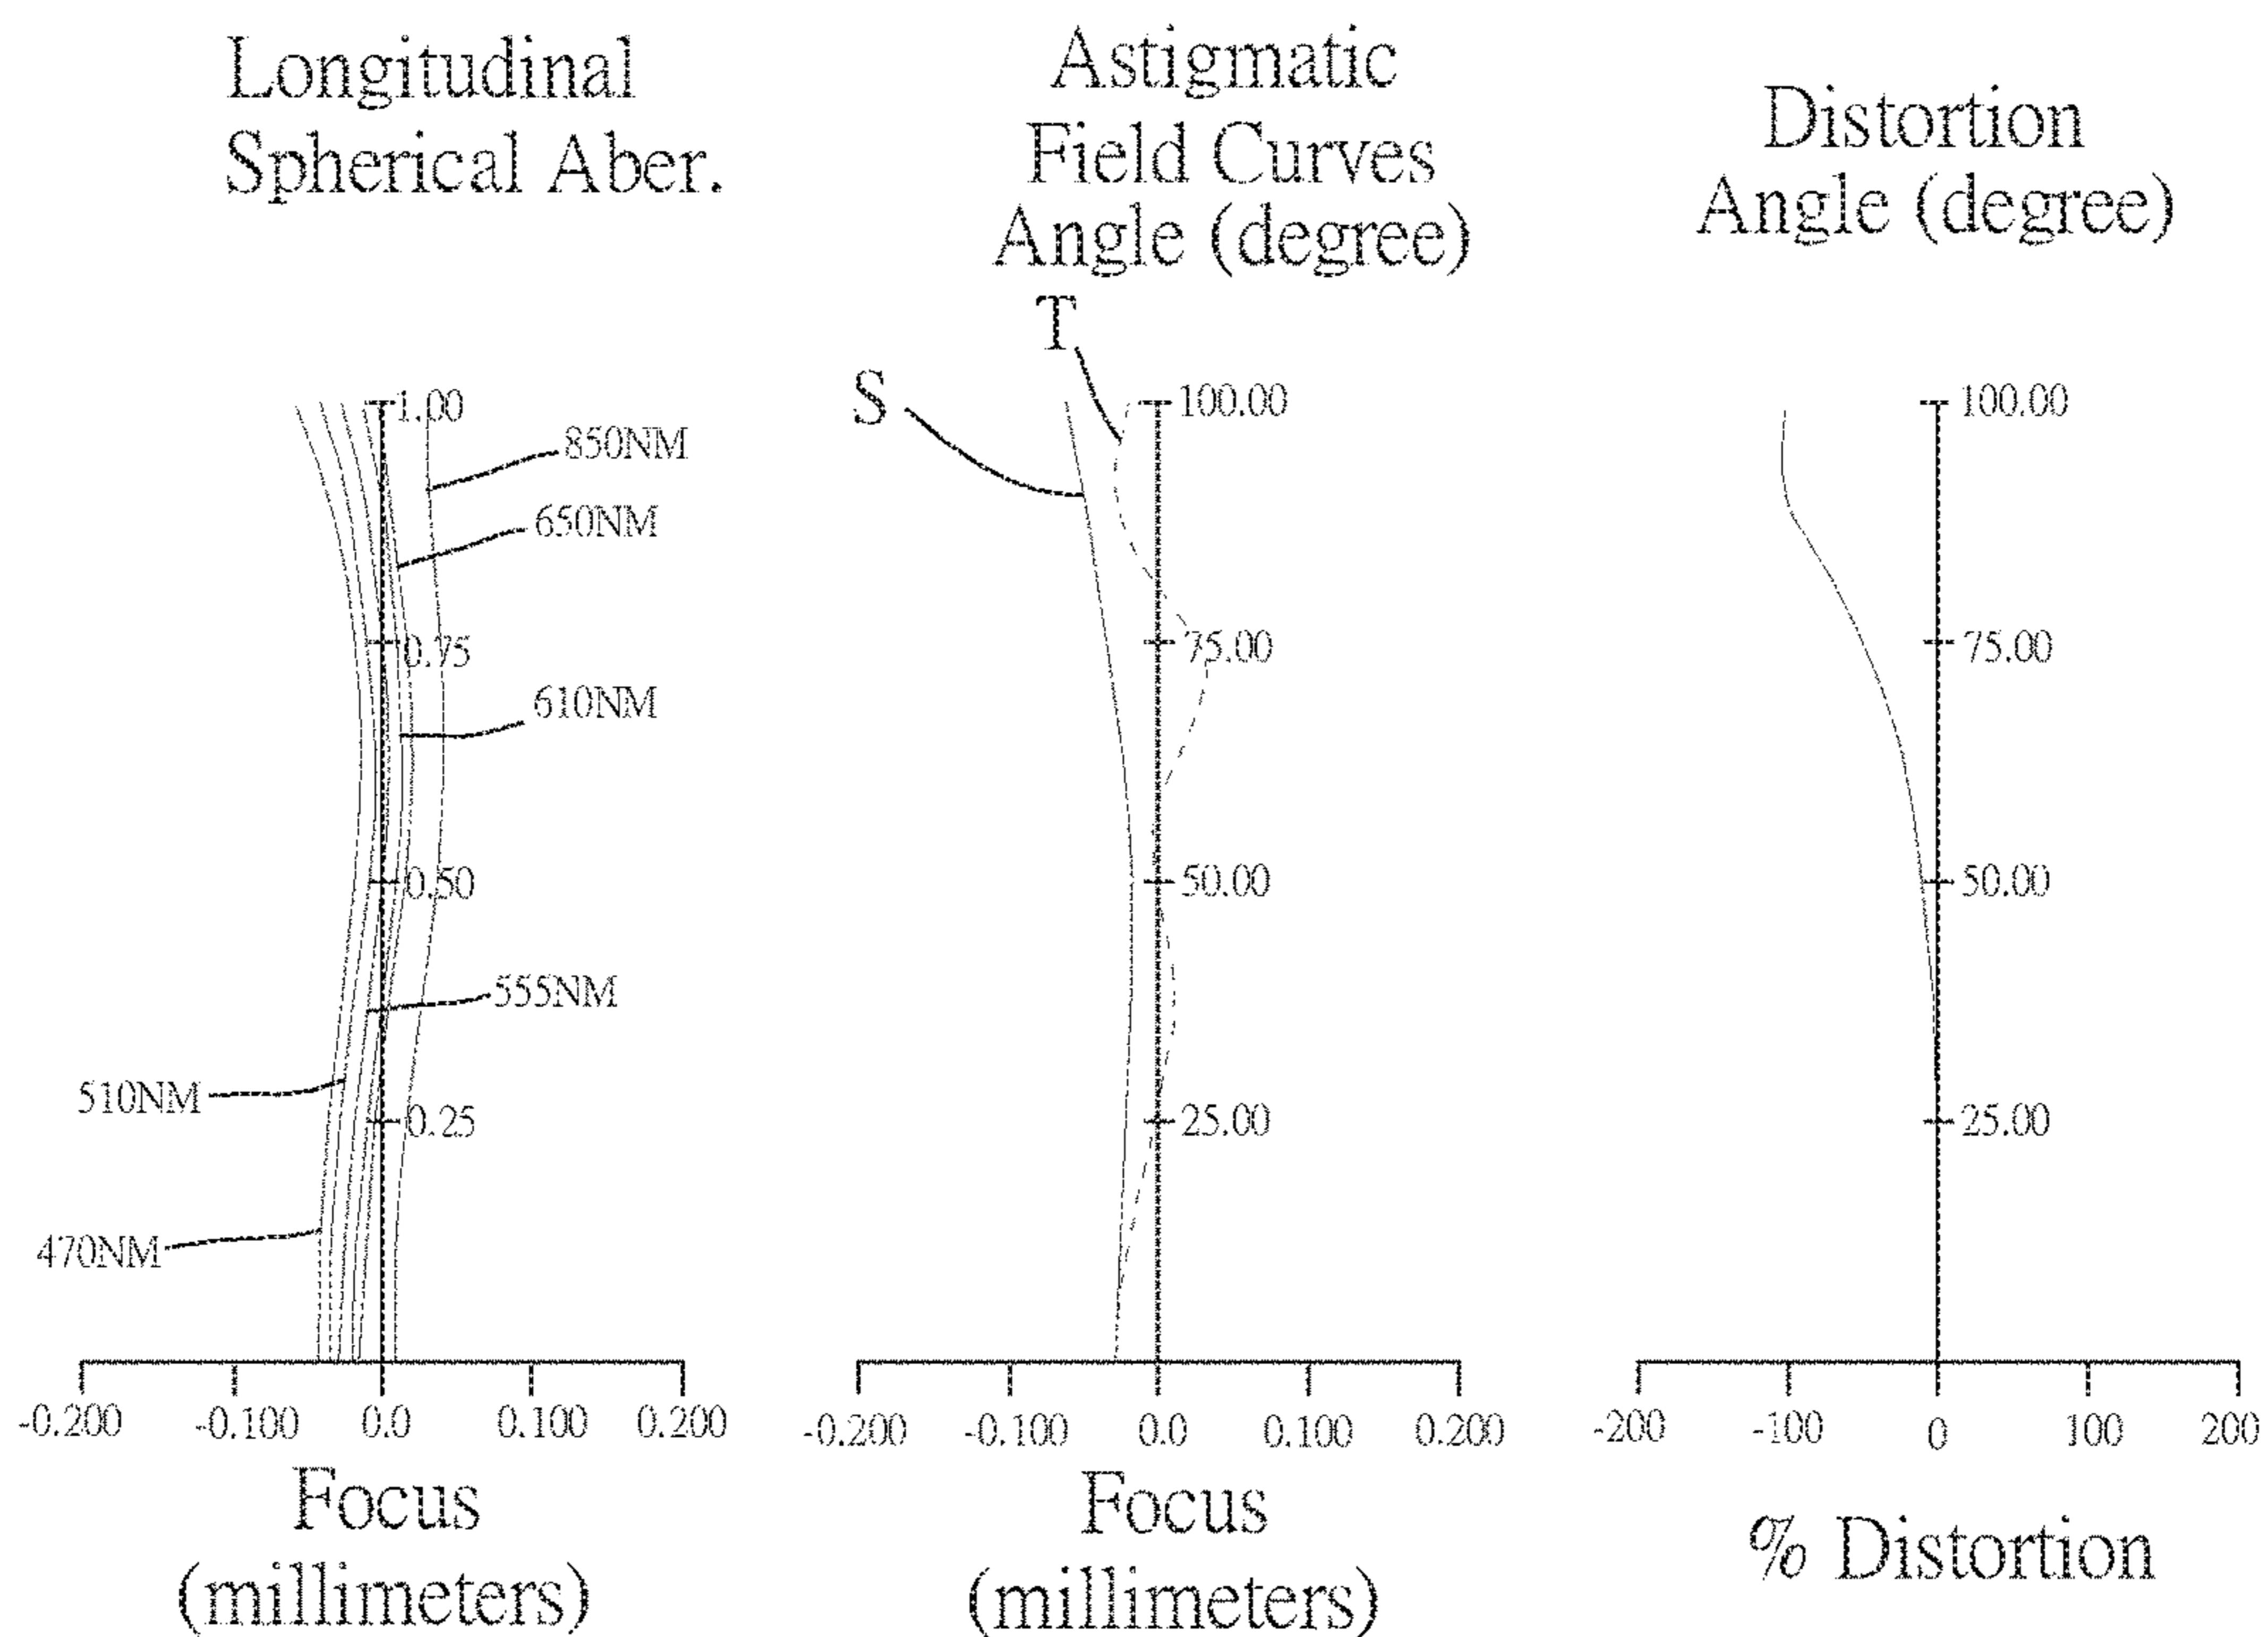 Longitudinal
Spherical Aber.
1.00
850NM
650NM
0.75
610NM
0.50
555NM
510NM
0.25
470NM
-0.200 -0.100 0.0 0.100 0.200
Focus
(millimeters)
Astigmatic
Field Curves
Angle (degree)
T
S
100.00
75.00
50.00
25.00
-0.200 -0.100 0.0 0.100 0.200
Focus
(millimeters)
Distortion
Angle (degree)
100.00
75.00
50.00
25.00
-200 -100 0 100 200
% Distortion